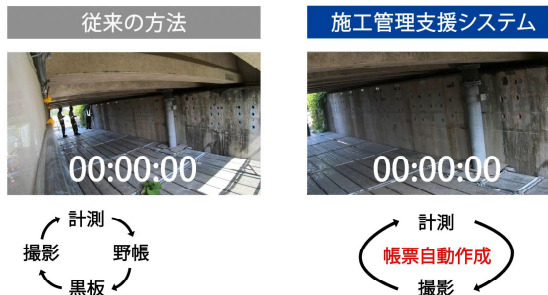 従来の方法
施工管理支援システム
00:00:00
00:00:00
計測
撮影
野帳
黒板
計測
帳票自動作成
撮影